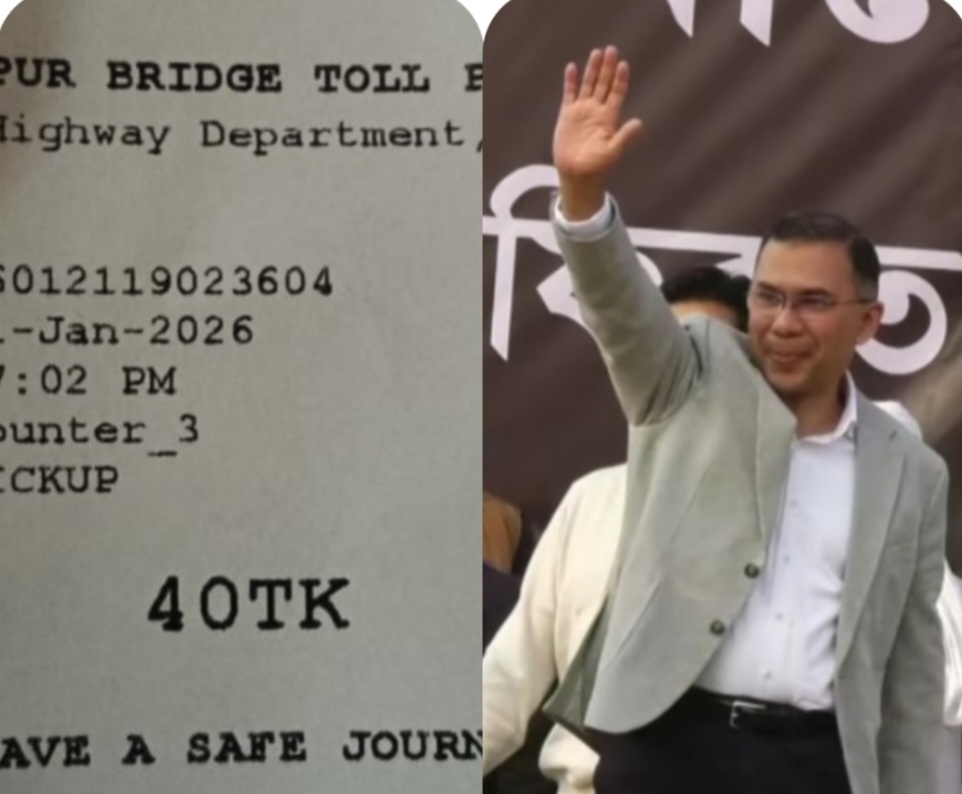 PUR BRIDGE TOLL P
Highway Department,
6012119023604
-Jan-2026
7:02 PM
ounter_3
ICKUP
40TK
AVE A SAFE JOURN